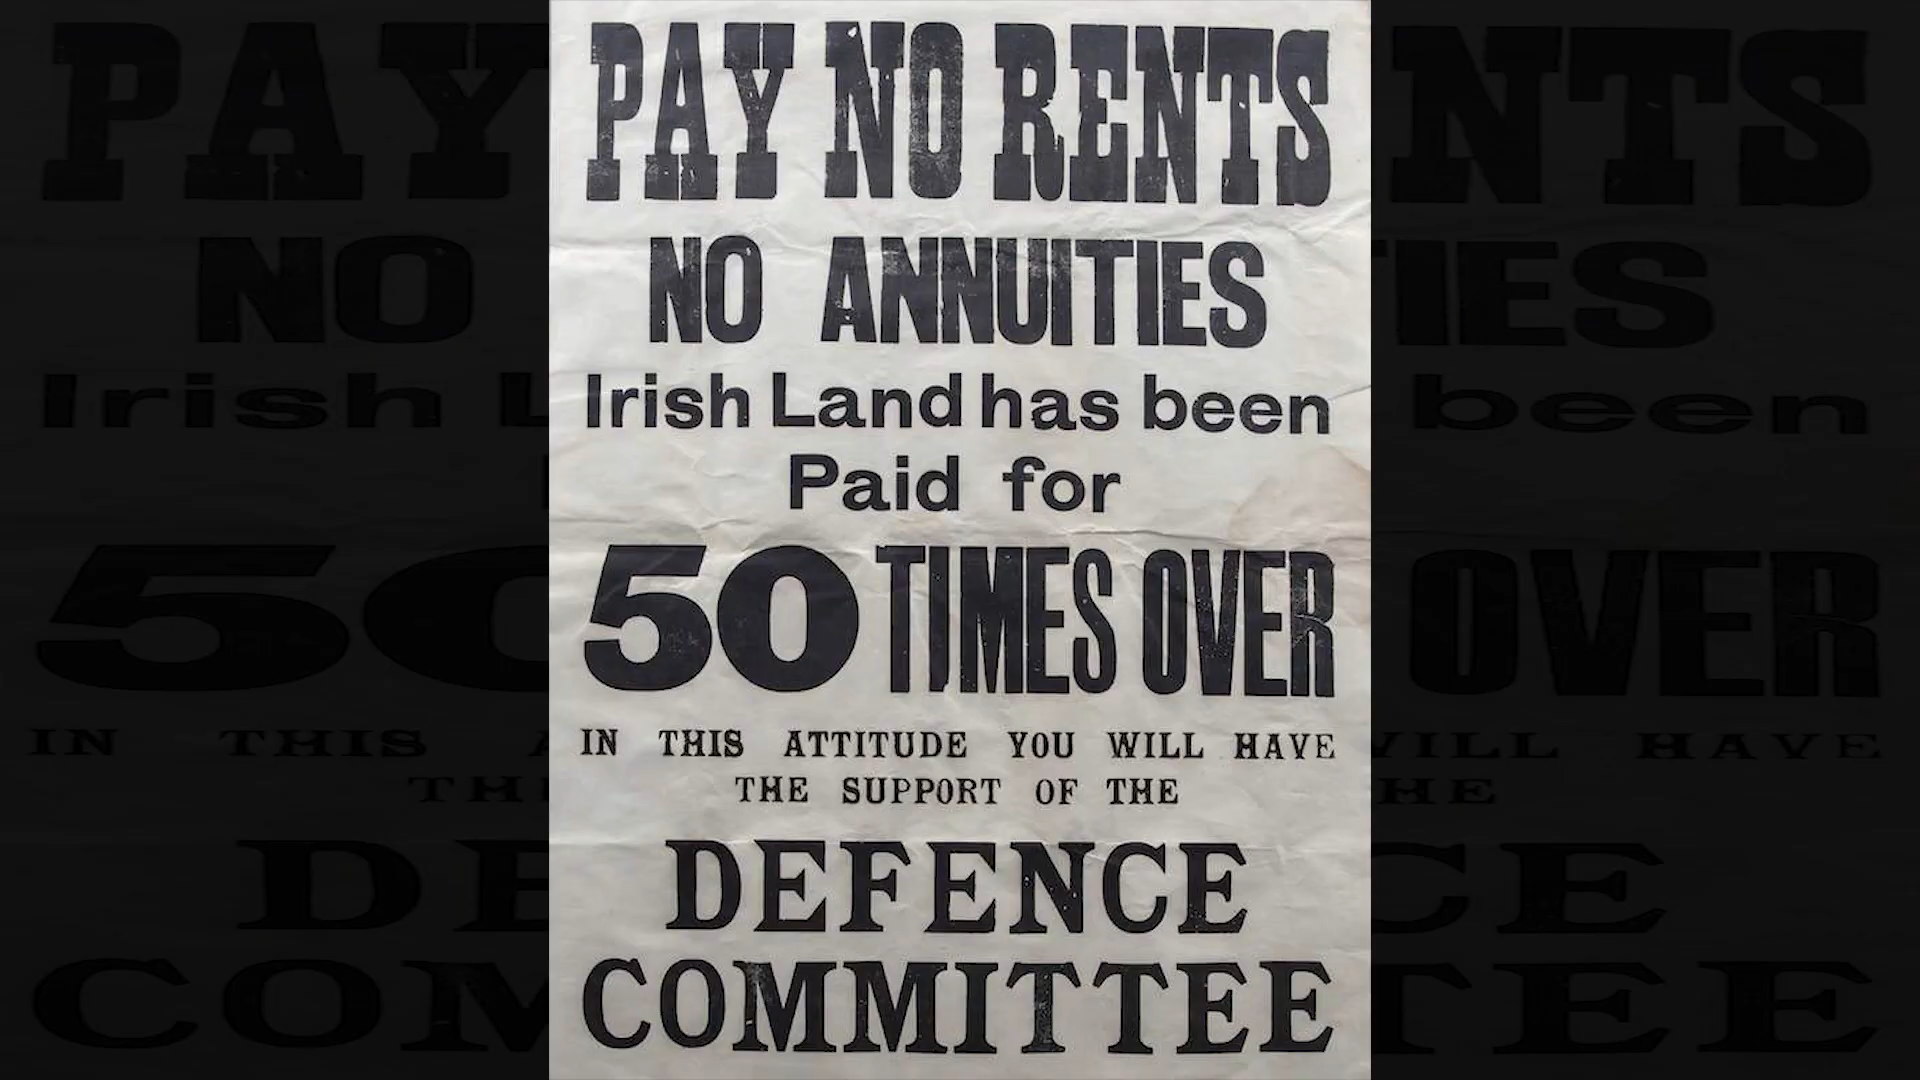 PAY NO RENTS
NO ANNUITIES
Irish Land has been
Paid for
50 TIMES OVER
IN THIS ATTITUDE YOU WILL HAVE
THE SUPPORT OF THE
DEFENCE
COMMITTEE